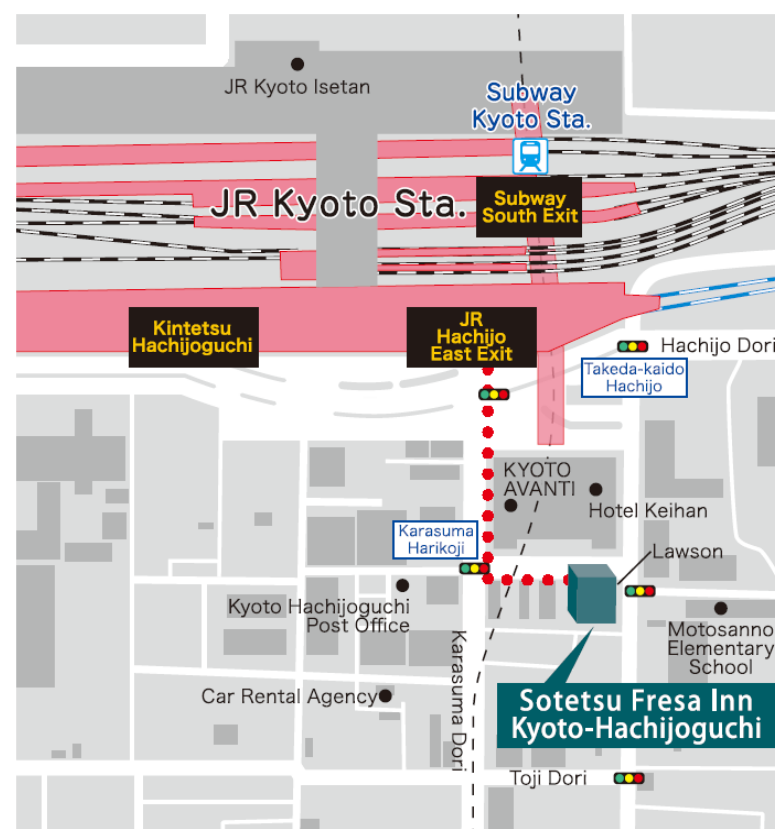 JR Kyoto Isetan
Subway
Kyoto Sta.
JR Kyoto Sta.
Subway
South Exit
Kintetsu
Hachijoguchi
JR
Hachijo
East Exit
Hachijo Dori
Takeda-kaido
Hachijo
KYOTO
AVANTI
Hotel Keihan
Karasuma
Harikoji
Lawson
Kyoto Hachijoguchi
Post Office
Motosanno
Elementary
School
Karasuma Dori
Car Rental Agency
Sotetsu Fresa Inn
Kyoto-Hachijoguchi
Toji Dori